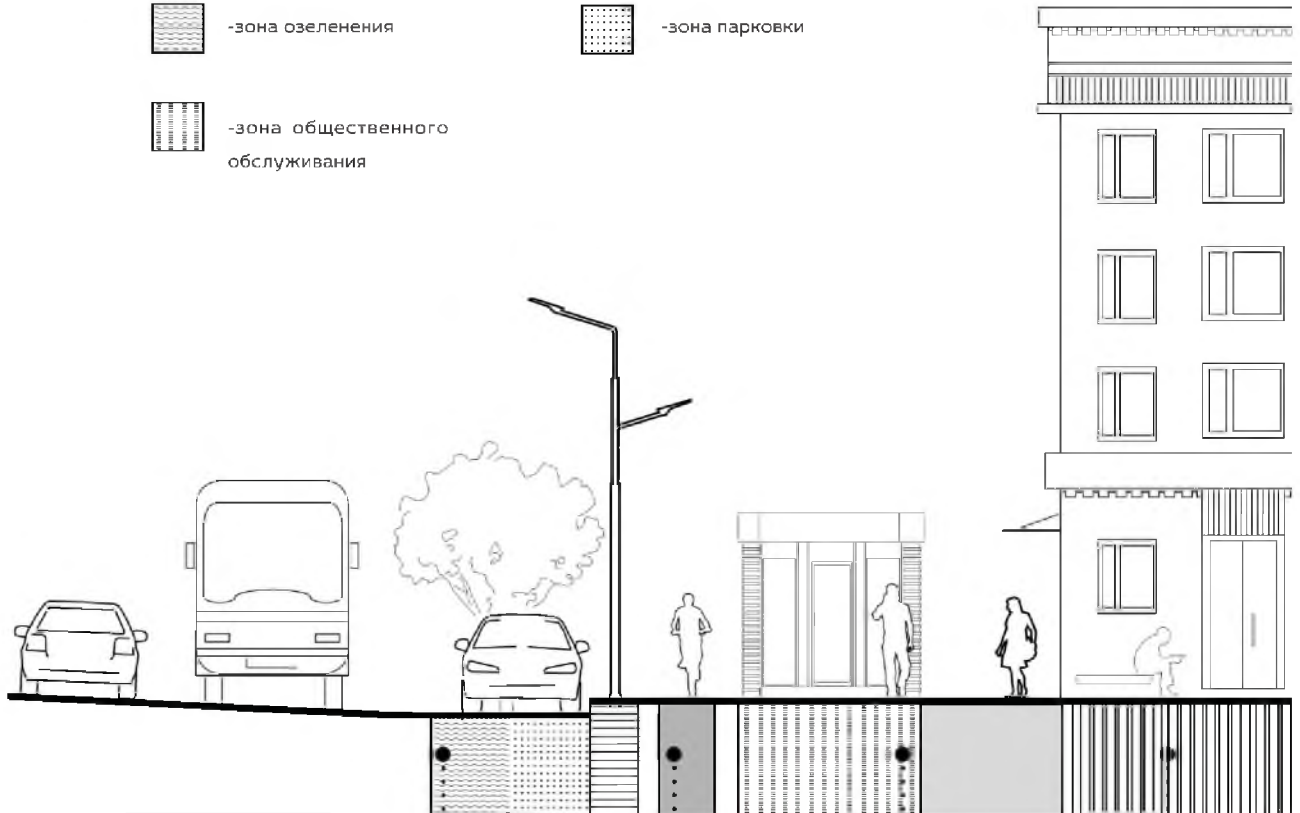 -зона озеленения
-зона парковки
-зона общественного
обслуживания